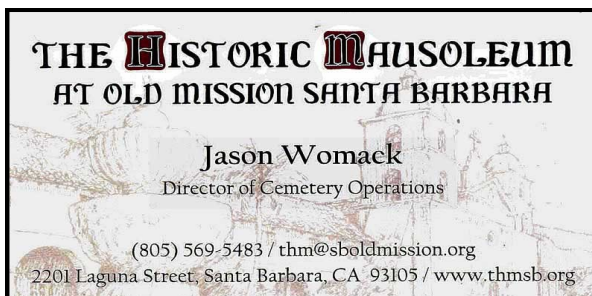 THE HISTORIC MAUSOLEUM
AT OLD MISSION SANTA BARBARA
Jason Womack
Director of Cemetery Operations
(805) 569-5483 / thm@sboldmission.org
2201 Laguna Street, Santa Barbara, CA 93105 / www.thmsb.org